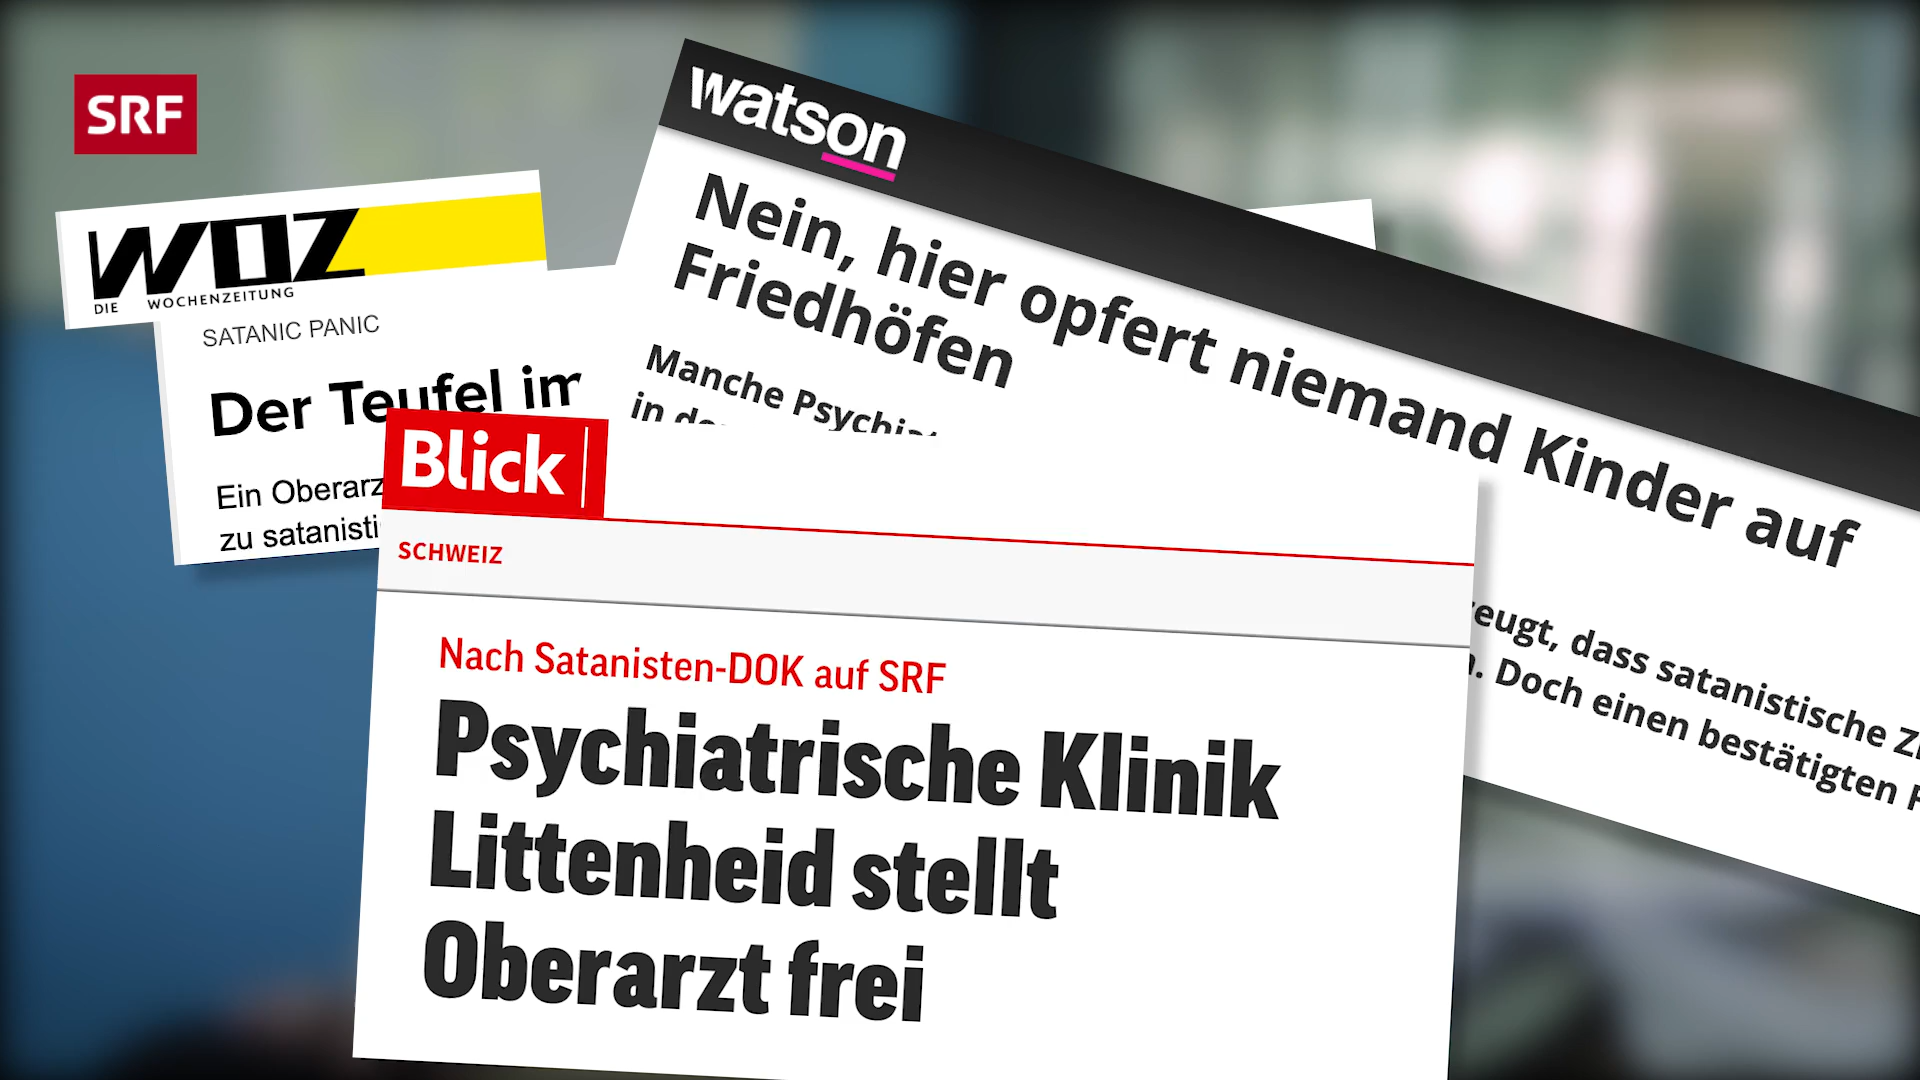 SRF
WOZ
DIE WOCHENZEITUNG
SATANIC PANIC
Der Teufel im
Ein Oberarz
zu satanisti
watson
Nein, hier opfert niemand Kinder auf
Friedhöfen
Manche
in
dass satanistische
Doch einen bestätigten
Blick
SCHWEIZ
Nach Satanisten-DOK auf SRF
Psychiatrische Klinik
Littenheid stellt
Oberarzt frei